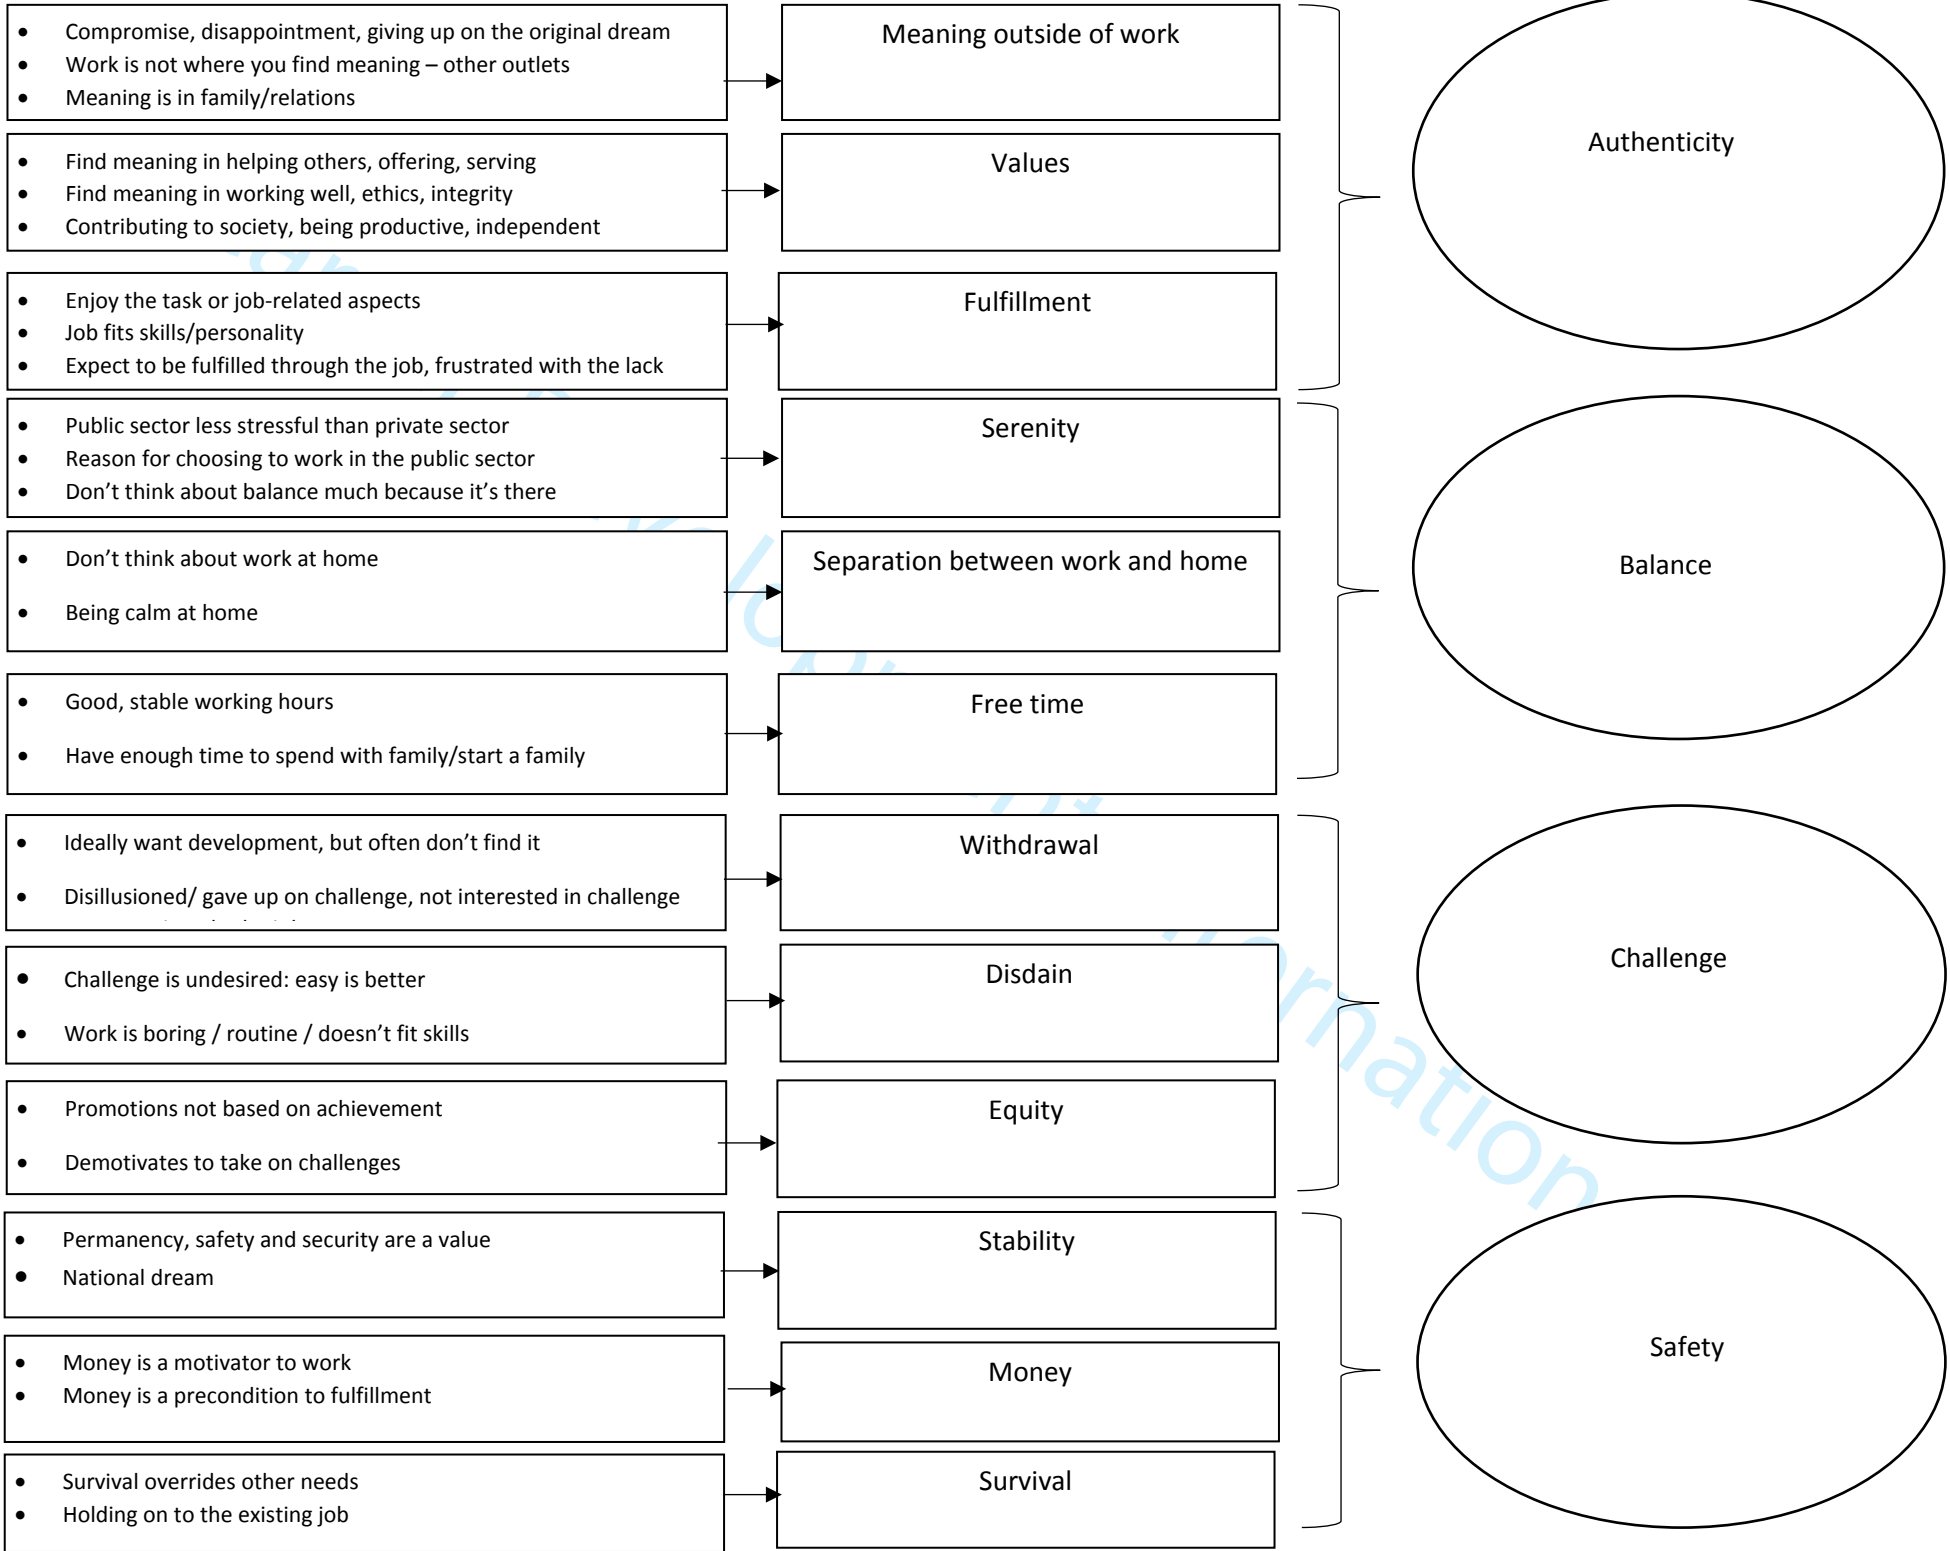 • Compromise, disappointment, giving up on the original dream
• Work is not where you find meaning – other outlets
• Meaning is in family/relations
Meaning outside of work
• Find meaning in helping others, offering, serving
• Find meaning in working well, ethics, integrity
• Contributing to society, being productive, independent
Values
• Enjoy the task or job-related aspects
• Job fits skills/personality
• Expect to be fulfilled through the job, frustrated with the lack
Fulfillment
Authenticity
• Public sector less stressful than private sector
• Reason for choosing to work in the public sector
• Don’t think about balance much because it’s there
Serenity
• Don’t think about work at home
• Being calm at home
Separation between work and home
• Good, stable working hours
• Have enough time to spend with family/start a family
Free time
Balance
• Ideally want development, but often don’t find it
• Disillusioned/ gave up on challenge, not interested in challenge
Withdrawal
• Challenge is undesired: easy is better
• Work is boring / routine / doesn’t fit skills
Disdain
• Promotions not based on achievement
• Demotivates to take on challenges
Equity
Challenge
• Permanency, safety and security are a value
• National dream
Stability
• Money is a motivator to work
• Money is a precondition to fulfillment
Money
• Survival overrides other needs
• Holding on to the existing job
Survival
Safety